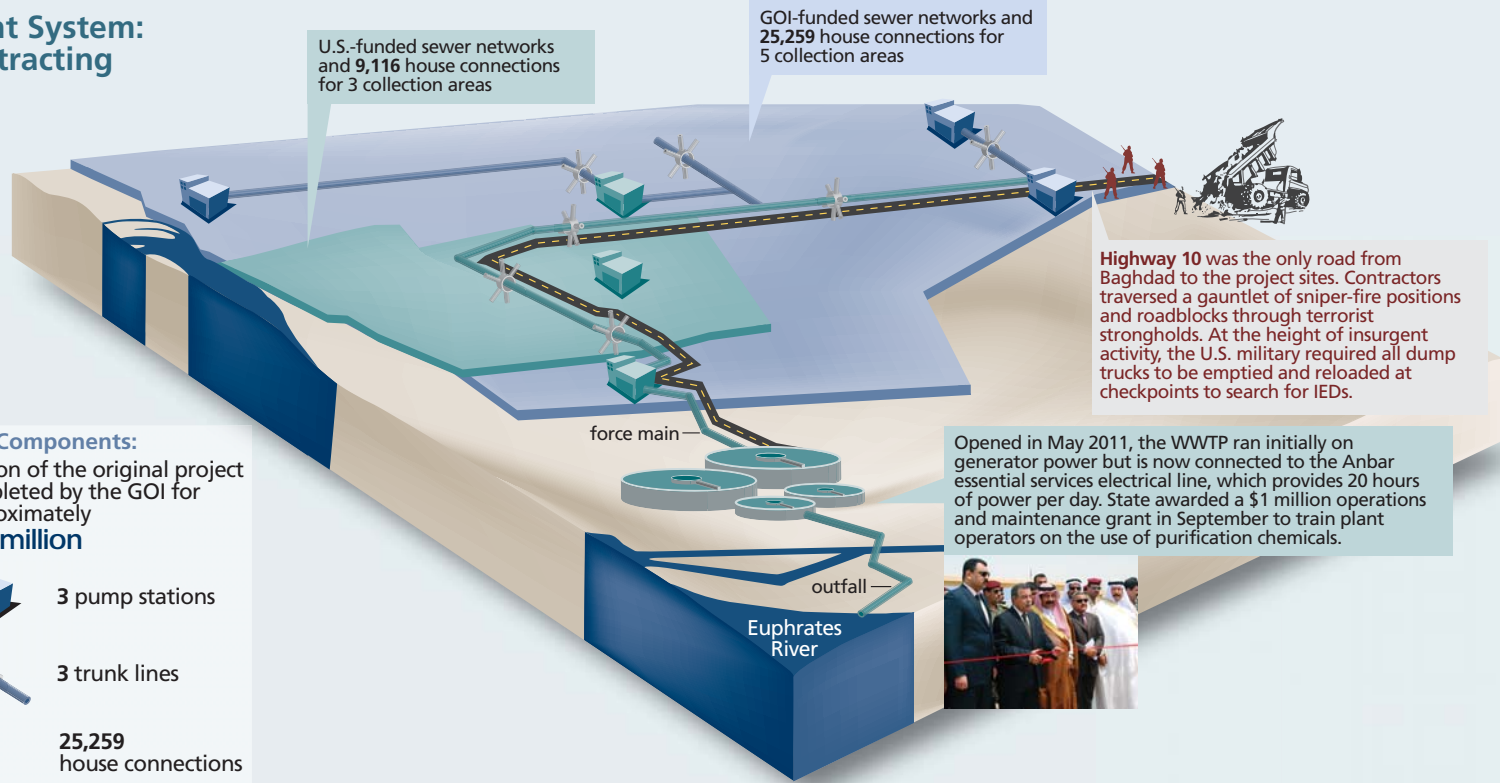 nt System:
tracting
U.S.-funded sewer networks
and 9,116 house connections
for 3 collection areas
GOI-funded sewer networks and
25,259 house connections for
5 collection areas
Highway 10 was the only road from
Baghdad to the project sites. Contractors
traversed a gauntlet of sniper-fire positions
and roadblocks through terrorist
strongholds. At the height of insurgent
activity, the U.S. military required all dump
trucks to be emptied and reloaded at
checkpoints to search for IEDs.
force main
Opened in May 2011, the WWTP ran initially on
generator power but is now connected to the Anbar
essential services electrical line, which provides 20 hours
of power per day. State awarded a $1 million operations
and maintenance grant in September to train plant
operators on the use of purification chemicals.
outfall
Euphrates
River
Components:
on of the original project
pleted by the GOI for
oximately
million
3 pump stations
3 trunk lines
25,259
house connections